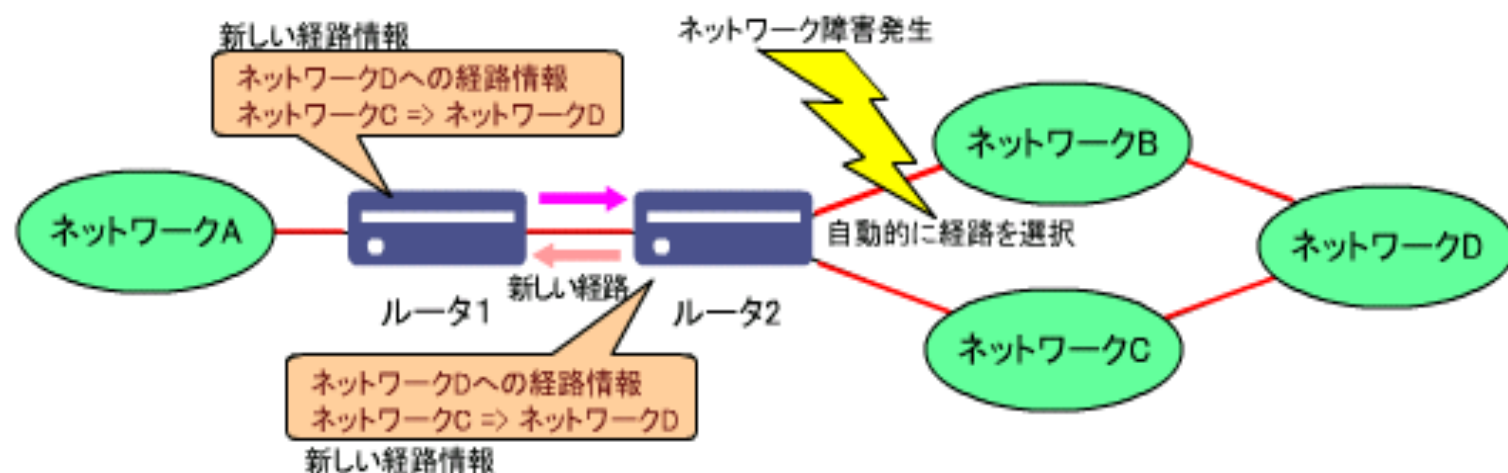 新しい経路情報
ネットワークDへの経路情報
ネットワークC => ネットワークD
ネットワーク障害発生
ネットワークB
ネットワークA
自動的に経路を選択
ネットワークD
新しい経路
ルータ1
ルータ2
ネットワークC
ネットワークDへの経路情報
ネットワークC => ネットワークD
新しい経路情報